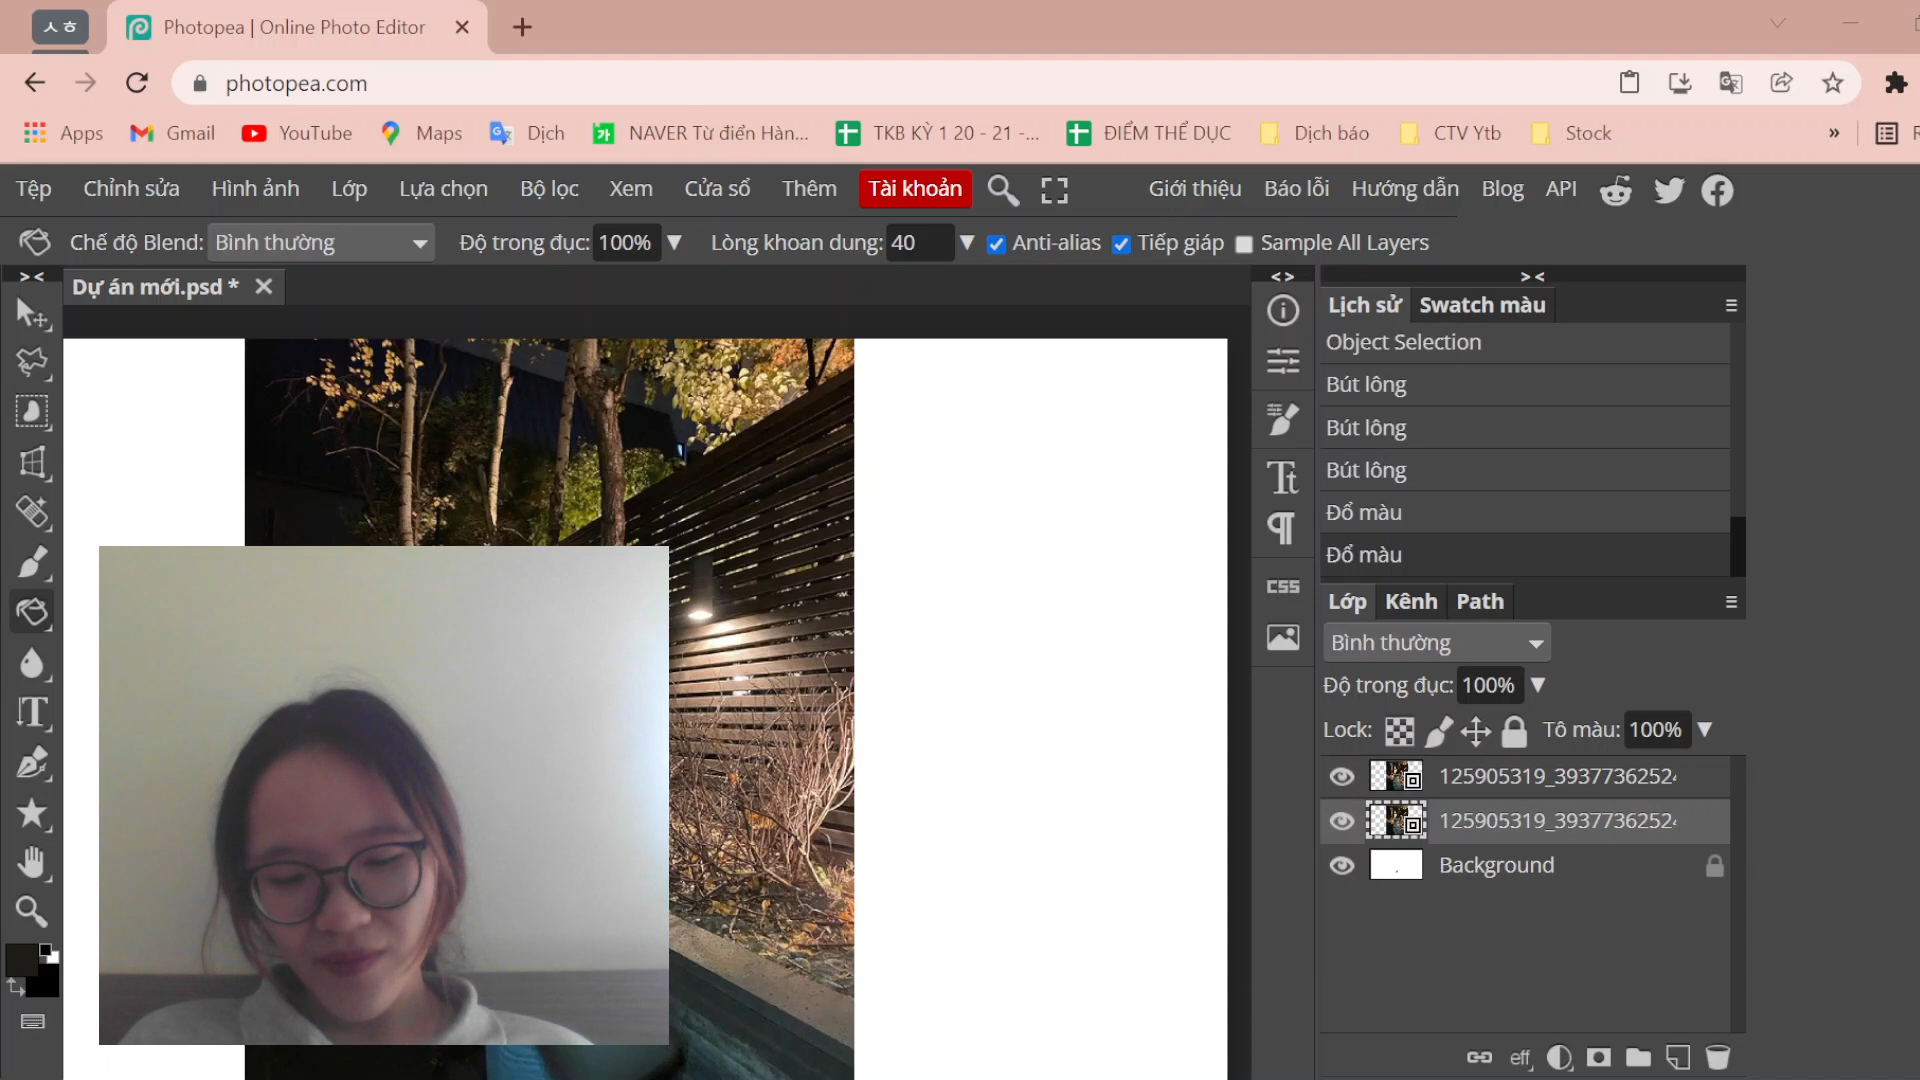 ㅅㅎ Photopea | Online Photo Editor
photopea.com
Apps Gmail YouTube Maps Dịch NAVER Từ điển Hàn... TKB KỲ 1 20 - 21 -... ĐIỂM THỂ DỤC Dịch báo CTV Ytb Stock » R
Tệp Chỉnh sửa Hình ảnh Lớp Lựa chọn Bộ lọc Xem Cửa sổ Thêm Tài khoản Giới thiệu Báo lỗi Hướng dẫn Blog API
Chế độ Blend: Bình thường Độ trong đục: 100% Lòng khoan dung: 40 Anti-alias Tiếp giáp Sample All Layers
> < < > > <
Dự án mới.psd *
Lịch sử Swatch màu
Object Selection
Bút lông
Bút lông
Bút lông
Đổ màu
Đổ màu
CSS
Lớp Kênh Path
Bình thường
Độ trong đục: 100%
Lock: Tô màu: 100%
125905319_3937736252
125905319_3937736252
Background
eff